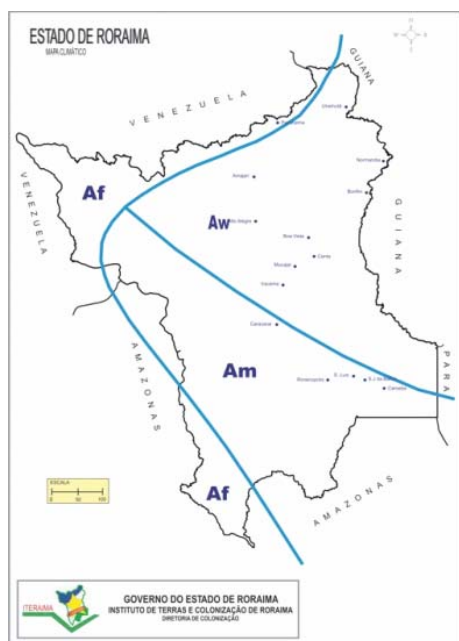 ESTADO DE RORAIMA
MAPA CLIMÁTICO
N
S
GUIANA
VENEZUELA
Uiramutã
Pacaraima
Normandia
VENEZUELA
Af
Amajari
Bonfim
Aw
Alegre
GUIANA
Boa Vista
Cantá
Mucajaí
Iracema
Caracaraí
AMAZONAS
PARÁ
Am
Rorainópolis
S. Luiz
S.J. da
Caroebe
ESCALA
0 50 100
Af
AMAZONAS
ITERAIMA
GOVERNO DO ESTADO DE RORAIMA
INSTITUTO DE TERRAS E COLONIZAÇÃO DE RORAIMA
DIRETORIA DE COLONIZAÇÃO